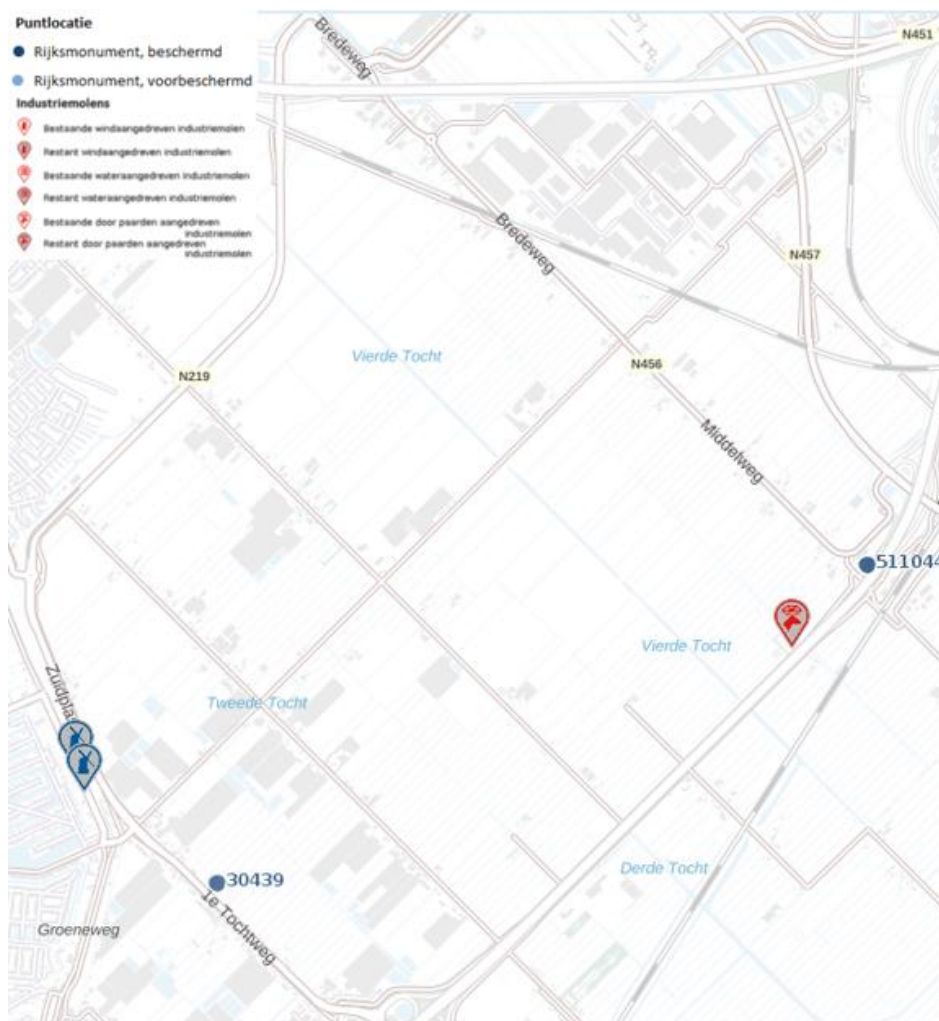 Puntlocatie
Rijksmonument, beschermd
Rijksmonument, voorbeschermd
Industriemolens
Bestaande windaangedreven industriemolen
Restant windaangedreven industriemolen
Bestaande wateraangedreven industriemolen
Restant wateraangedreven industriemolen
Bestaande door paarden aangedreven
industriemolen
Restant door paarden aangedreven
industriemolen
Bredeweg
N451
Bredeweg
N457
Vierde Tocht
N456
N219
Middelweg
511044
Vierde Tocht
Zuidpla
Tweede Tocht
Derde Tocht
30439
1e Tochtweg
Groeneweg